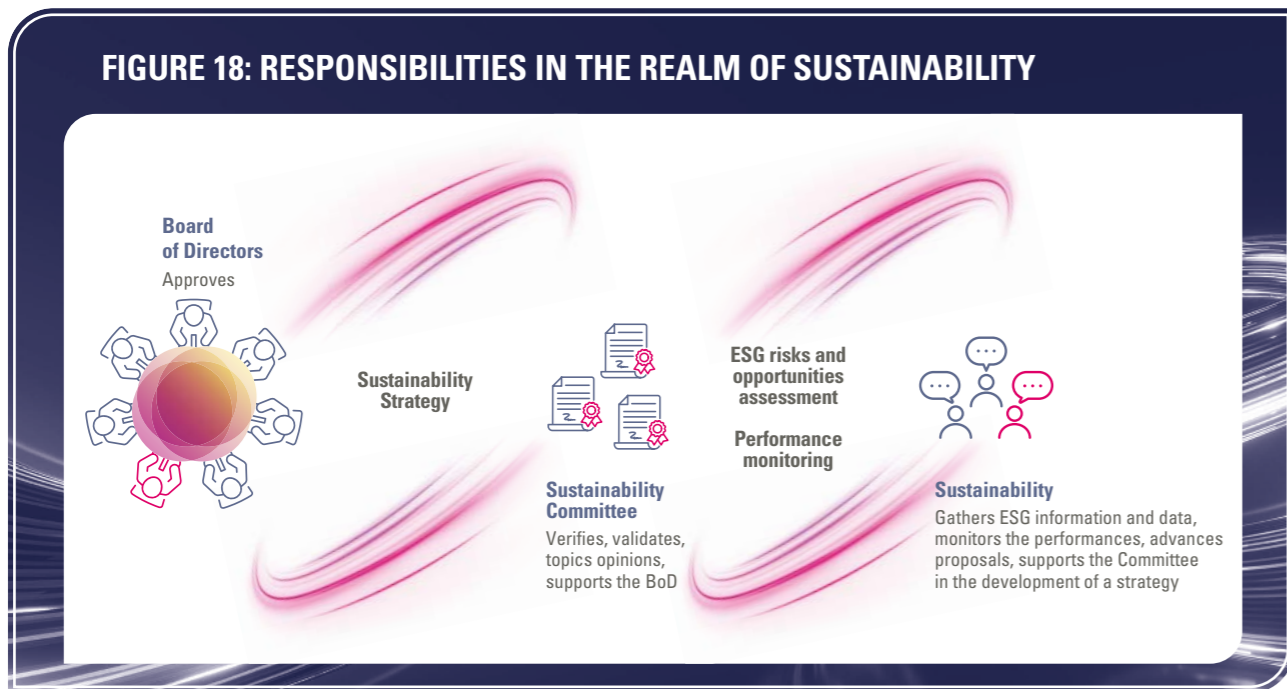 FIGURE 18: RESPONSIBILITIES IN THE REALM OF SUSTAINABILITY
Board
of Directors
Approves
Sustainability
Strategy
Sustainability
Committee
Verifies, validates,
topics opinions,
supports the BoD
ESG risks and
opportunities
assessment
Performance
monitoring
Sustainability
Gathers ESG information and data,
monitors the performances, advances
proposals, supports the Committee
in the development of a strategy